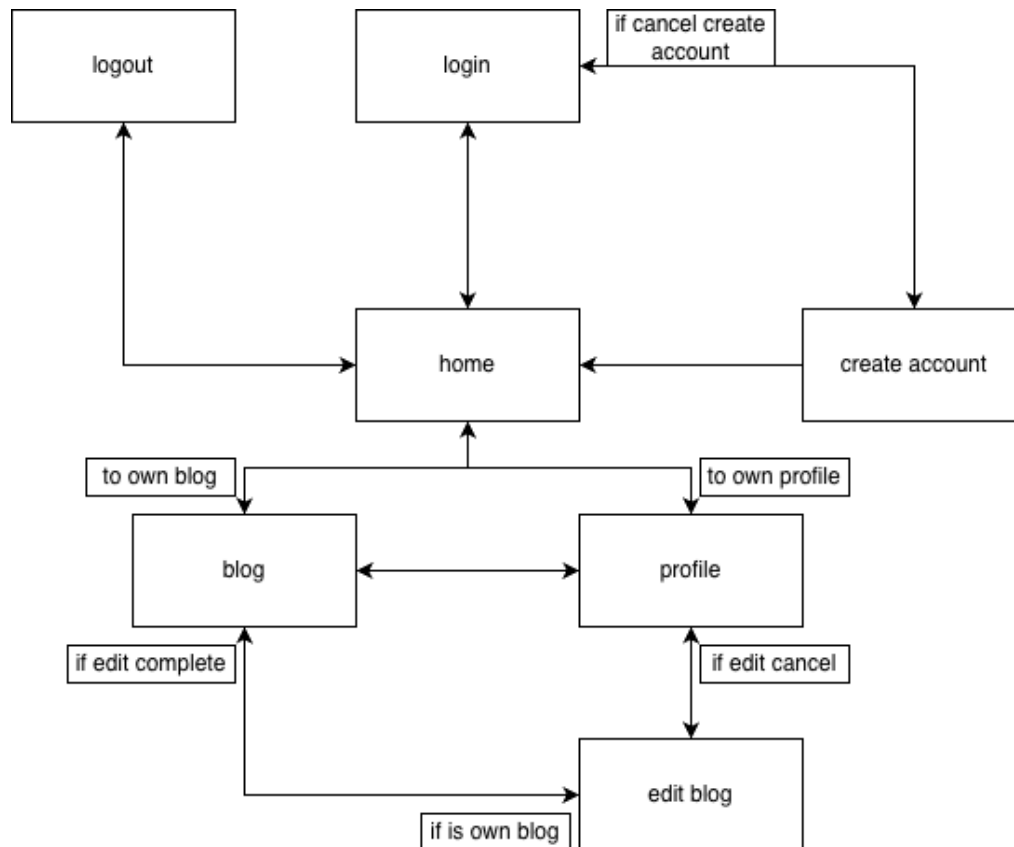 logout
login
if cancel create
account
home
create account
to own blog
to own profile
blog
profile
if edit complete
if edit cancel
edit blog
if is own blog